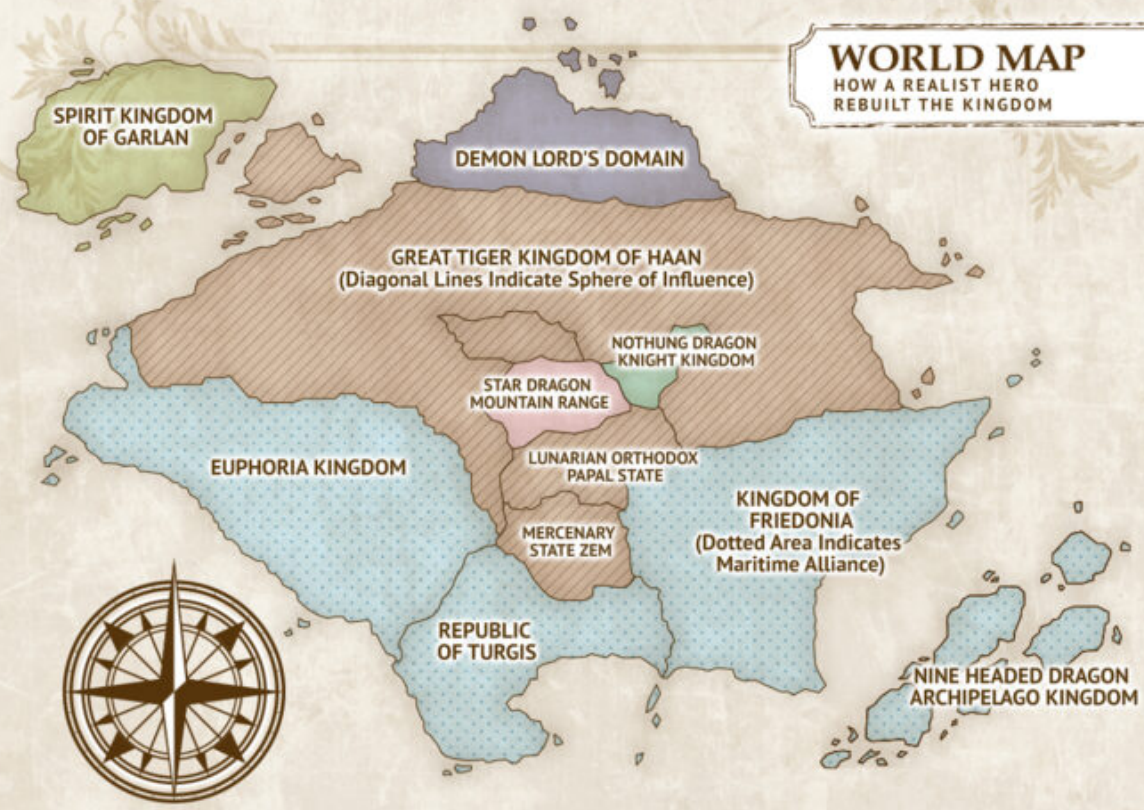 WORLD MAP
HOW A REALIST HERO
REBUILT THE KINGDOM
SPIRIT KINGDOM
OF GARLAN
DEMON LORD'S DOMAIN
GREAT TIGER KINGDOM OF HAAN
(Diagonal Lines Indicate Sphere of Influence)
NOTHUNG DRAGON
KNIGHT KINGDOM
STAR DRAGON
MOUNTAIN RANGE
EUPHORIA KINGDOM
LUNARIAN ORTHODOX
PAPAL STATE
KINGDOM OF
FRIEDONIA
(Dotted Area Indicates
Maritime Alliance)
MERCENARY
STATE ZEM
REPUBLIC
OF TURGIS
NINE HEADED DRAGON
ARCHIPELAGO KINGDOM